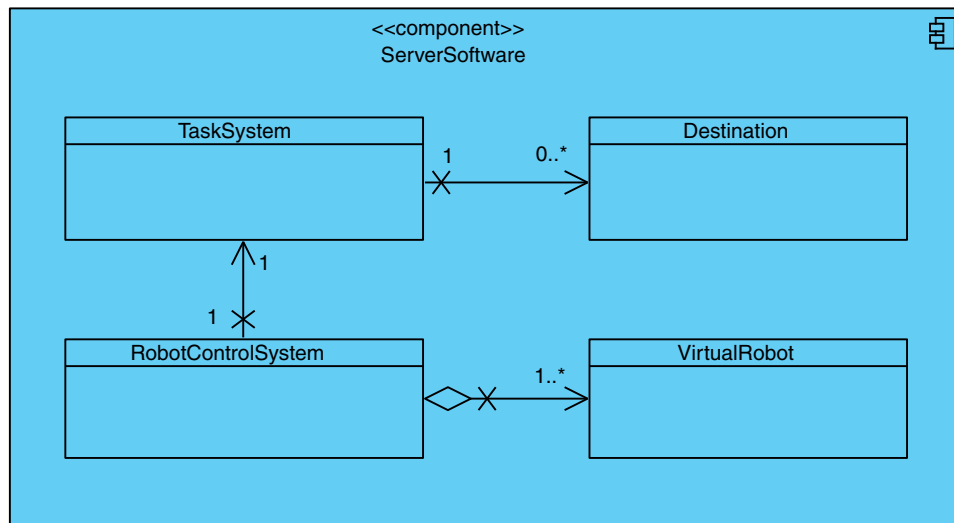 <<component>>
ServerSoftware
TaskSystem
Destination
1
0..*
1
1
RobotControlSystem
VirtualRobot
1..*